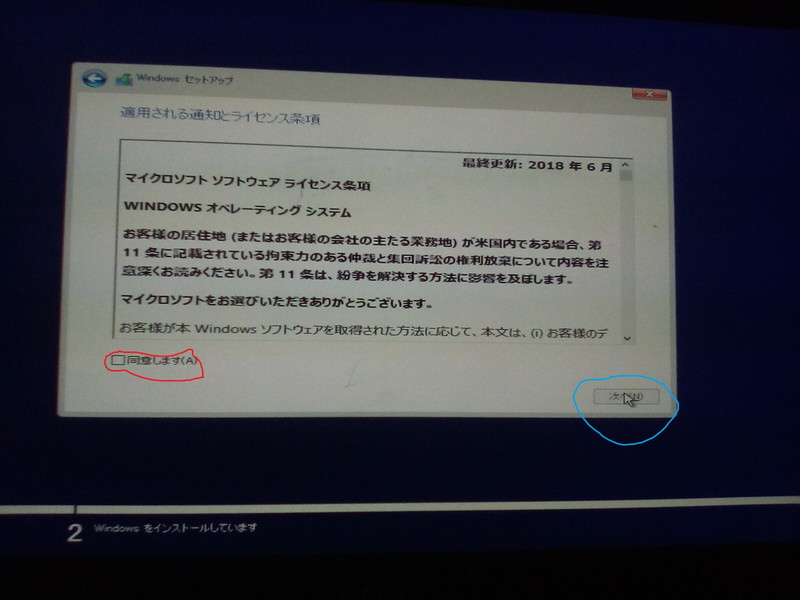 Windows セットアップ
適用される通知とライセンス条項
最終更新: 2018 年 6 月
マイクロソフト ソフトウェア ライセンス条項
WINDOWS オペレーティング システム
お客様の居住地 (またはお客様の会社の主たる業務地) が米国内である場合、第
11 条に記載されている拘束力のある仲裁と集団訴訟の権利放棄について内容を注
意深くお読みください。第 11 条は、紛争を解決する方法に影響を及ぼします。
マイクロソフトをお選びいただきありがとうございます。
お客様が本 Windows ソフトウェアを取得された方法に応じて、本文は、(i) お客様のデ
同意します(A)
次へ(N)
2 Windows をインストールしています